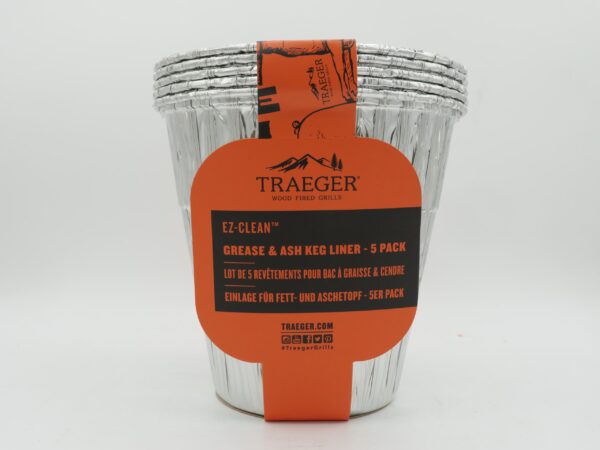 TRAEGER
TRAEGER®
WOOD FIRED GRILLS
EZ-CLEAN™
GREASE & ASH KEG LINER - 5 PACK
LOT DE 5 REVÊTEMENTS POUR BAC À GRAISSE & CENDRE
EINLAGE FÜR FETT- UND ASCHETOPF - 5ER PACK
TRAEGER.COM
#TraegerGrills